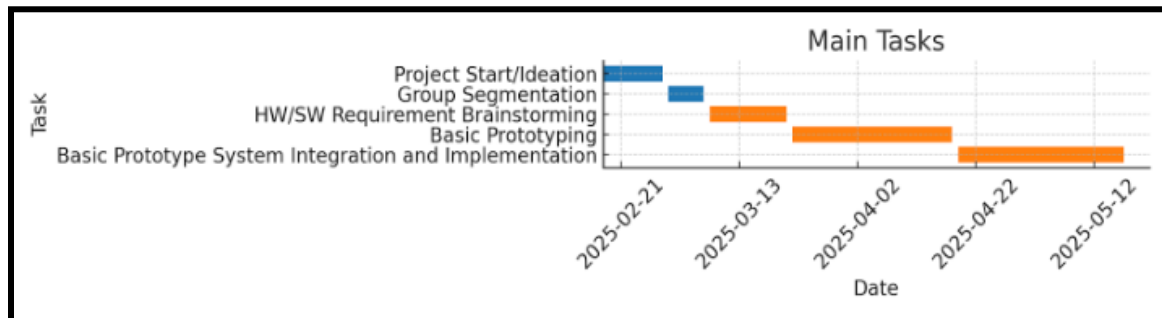 Main Tasks
Task
Project Start/Ideation
Group Segmentation
HW/SW Requirement Brainstorming
Basic Prototyping
Basic Prototype System Integration and Implementation
2025-02-21
2025-03-13
2025-04-02
2025-04-22
2025-05-12
Date